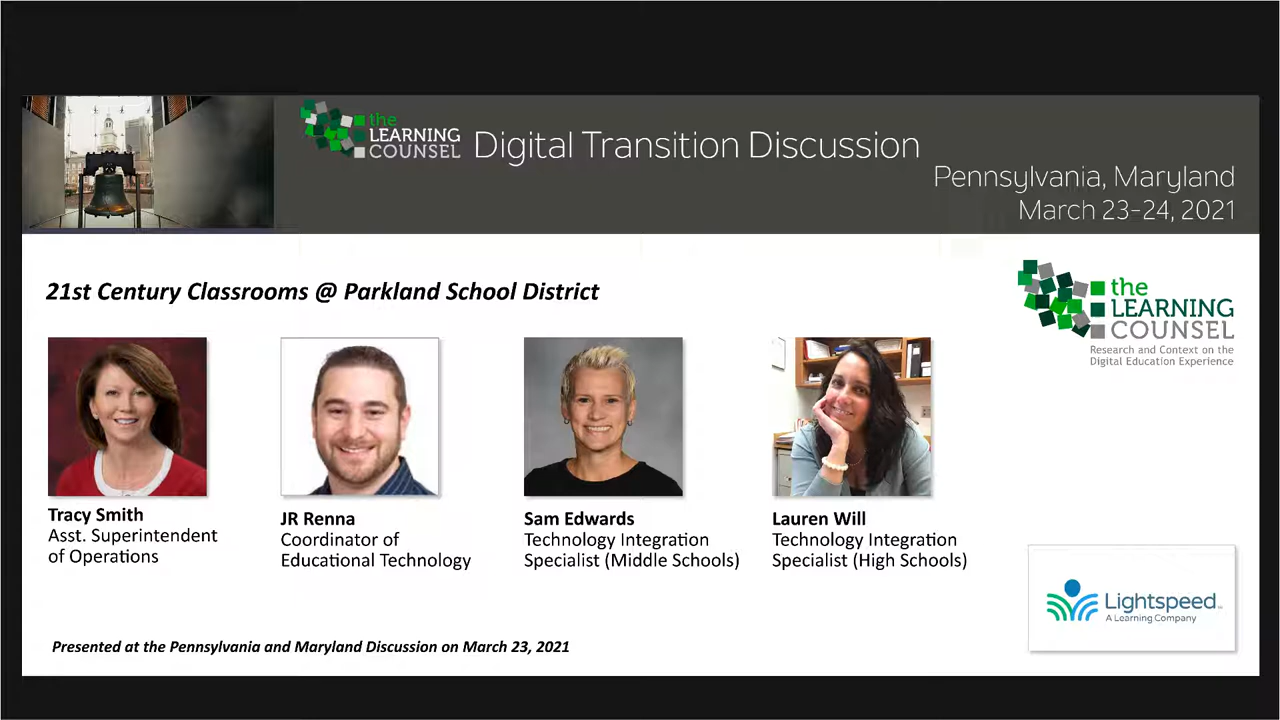 the
LEARNING
COUNSEL
Digital Transition Discussion
Pennsylvania, Maryland
March 23-24, 2021
21st Century Classrooms @ Parkland School District
the
LEARNING
COUNSEL
Research and Context on the
Digital Education Experience
Tracy Smith
Asst. Superintendent
of Operations
JR Renna
Coordinator of
Educational Technology
Sam Edwards
Technology Integration
Specialist (Middle Schools)
Lauren Will
Technology Integration
Specialist (High Schools)
Lightspeed
A Learning Company
Presented at the Pennsylvania and Maryland Discussion on March 23, 2021